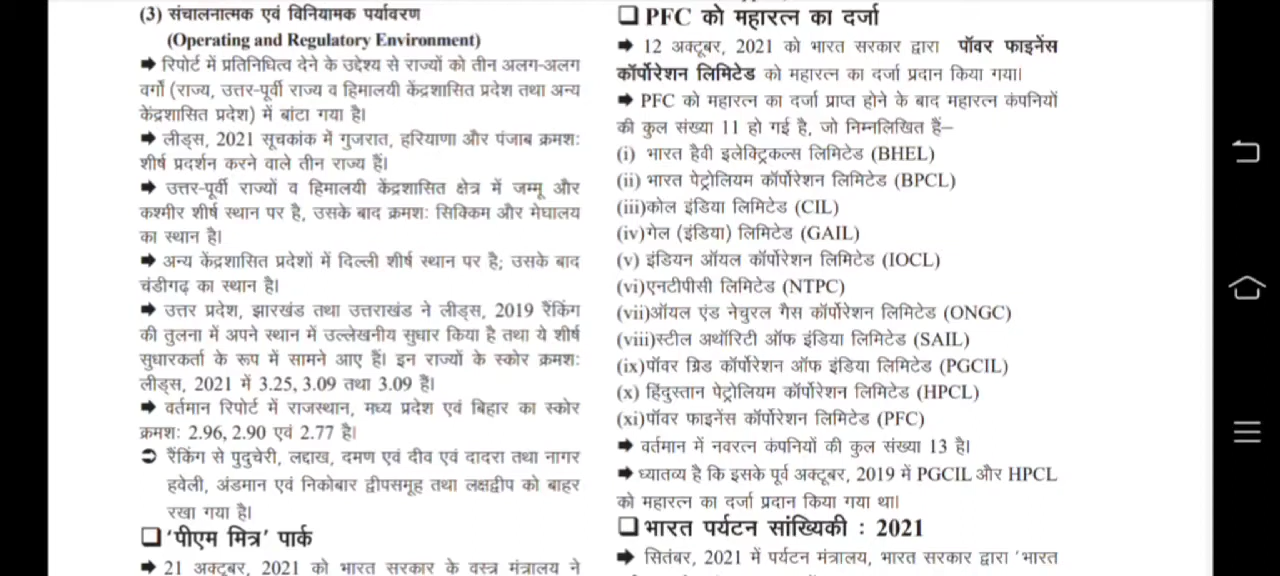 (3) संचालनात्मक एवं विनियामक पर्यावरण
(Operating and Regulatory Environment)
➡ रिपोर्ट में प्रतिनिधित्व देने के उद्देश्य से राज्यों को तीन अलग-अलग
वर्गों (राज्य, उत्तर-पूर्वी राज्य व हिमालयी केंद्रशासित प्रदेश तथा अन्य
केंद्रशासित प्रदेश) में बांटा गया है।
➡ लीड्स, 2021 सूचकांक में गुजरात, हरियाणा और पंजाब क्रमशः
शीर्ष प्रदर्शन करने वाले तीन राज्य हैं।
➡ उत्तर-पूर्वी राज्यों व हिमालयी केंद्रशासित क्षेत्र में जम्मू और
कश्मीर शीर्ष स्थान पर है, उसके बाद क्रमशः सिक्किम और मेघालय
का स्थान है।
➡ अन्य केंद्रशासित प्रदेशों में दिल्ली शीर्ष स्थान पर है; उसके बाद
चंडीगढ़ का स्थान है।
➡ उत्तर प्रदेश, झारखंड तथा उत्तराखंड ने लीड्स, 2019 रैंकिंग
की तुलना में अपने स्थान में उल्लेखनीय सुधार किया है तथा ये शीर्ष
सुधारकर्ता के रूप में सामने आए हैं। इन राज्यों के स्कोर क्रमशः
लीड्स, 2021 में 3.25, 3.09 तथा 3.09 हैं।
➡ वर्तमान रिपोर्ट में राजस्थान, मध्य प्रदेश एवं बिहार का स्कोर
क्रमशः 2.96, 2.90 एवं 2.77 है।
➲ रैंकिंग से पुदुचेरी, लद्दाख, दमण एवं दीव एवं दादरा तथा नागर
हवेली, अंडमान एवं निकोबार द्वीपसमूह तथा लक्षद्वीप को बाहर
रखा गया है।
❑ 'पीएम मित्र' पार्क
➡ 21 अक्टूबर, 2021 को भारत सरकार के वस्त्र मंत्रालय ने
❑ PFC को महारत्न का दर्जा
➡ 12 अक्टूबर, 2021 को भारत सरकार द्वारा पॉवर फाइनेंस
कॉर्पोरेशन लिमिटेड को महारत्न का दर्जा प्रदान किया गया।
➡ PFC को महारत्न का दर्जा प्राप्त होने के बाद महारत्न कंपनियों
की कुल संख्या 11 हो गई है, जो निम्नलिखित हैं–
(i) भारत हैवी इलेक्ट्रिकल्स लिमिटेड (BHEL)
(ii) भारत पेट्रोलियम कॉर्पोरेशन लिमिटेड (BPCL)
(iii)कोल इंडिया लिमिटेड (CIL)
(iv)गेल (इंडिया) लिमिटेड (GAIL)
(v) इंडियन ऑयल कॉर्पोरेशन लिमिटेड (IOCL)
(vi)एनटीपीसी लिमिटेड (NTPC)
(vii)ऑयल एंड नेचुरल गैस कॉर्पोरेशन लिमिटेड (ONGC)
(viii)स्टील अथॉरिटी ऑफ इंडिया लिमिटेड (SAIL)
(ix)पॉवर ग्रिड कॉर्पोरेशन ऑफ इंडिया लिमिटेड (PGCIL)
(x) हिंदुस्तान पेट्रोलियम कॉर्पोरेशन लिमिटेड (HPCL)
(xi)पॉवर फाइनेंस कॉर्पोरेशन लिमिटेड (PFC)
➡ वर्तमान में नवरत्न कंपनियों की कुल संख्या 13 है।
➡ ध्यातव्य है कि इसके पूर्व अक्टूबर, 2019 में PGCIL और HPCL
को महारत्न का दर्जा प्रदान किया गया था।
❑ भारत पर्यटन सांख्यिकी : 2021
➡ सितंबर, 2021 में पर्यटन मंत्रालय, भारत सरकार द्वारा 'भारत